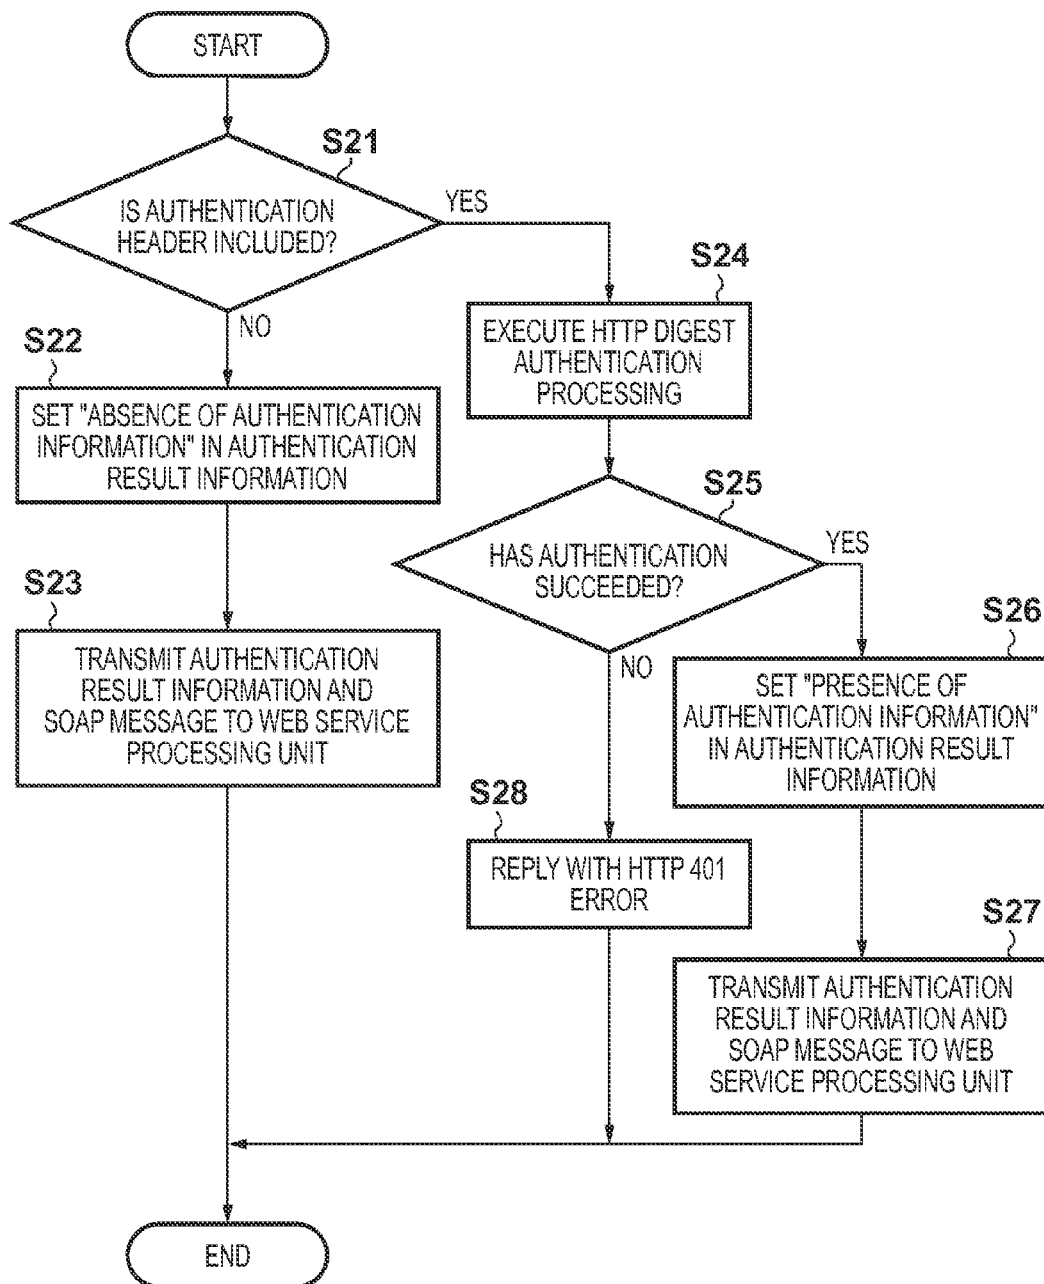 START
S21
IS AUTHENTICATION
HEADER INCLUDED?
YES
NO
S22
SET "ABSENCE OF AUTHENTICATION
INFORMATION" IN AUTHENTICATION
RESULT INFORMATION
S23
TRANSMIT AUTHENTICATION
RESULT INFORMATION AND
SOAP MESSAGE TO WEB SERVICE
PROCESSING UNIT
S24
EXECUTE HTTP DIGEST
AUTHENTICATION
PROCESSING
S25
HAS AUTHENTICATION
SUCCEEDED?
YES
NO
S26
SET "PRESENCE OF
AUTHENTICATION INFORMATION"
IN AUTHENTICATION RESULT
INFORMATION
S28
REPLY WITH HTTP 401
ERROR
S27
TRANSMIT AUTHENTICATION
RESULT INFORMATION AND
SOAP MESSAGE TO WEB
SERVICE PROCESSING UNIT
END